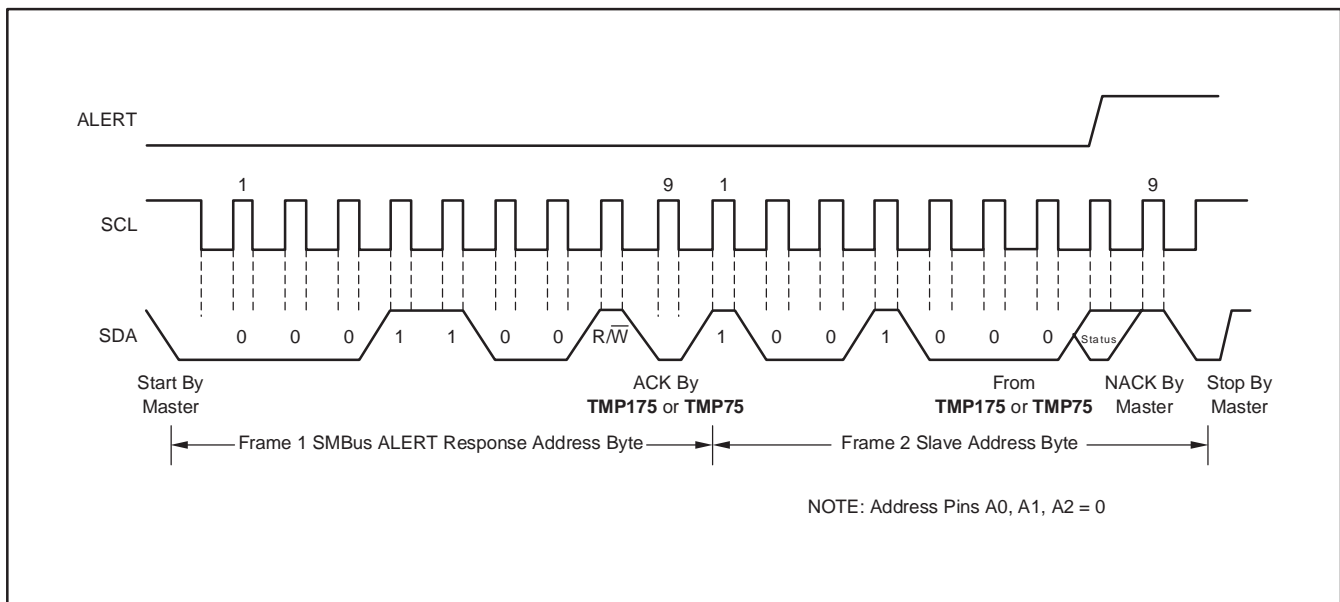 ALERT
1 9 1 9
SCL
SDA 0 0 0 1 1 0 0 R/W̅ 1 0 0 1 0 0 0 Status
Start By
Master
ACK By
TMP175 or TMP75
From
TMP175 or TMP75
NACK By
Master
Stop By
Master
Frame 1 SMBus ALERT Response Address Byte
Frame 2 Slave Address Byte
NOTE: Address Pins A0, A1, A2 = 0